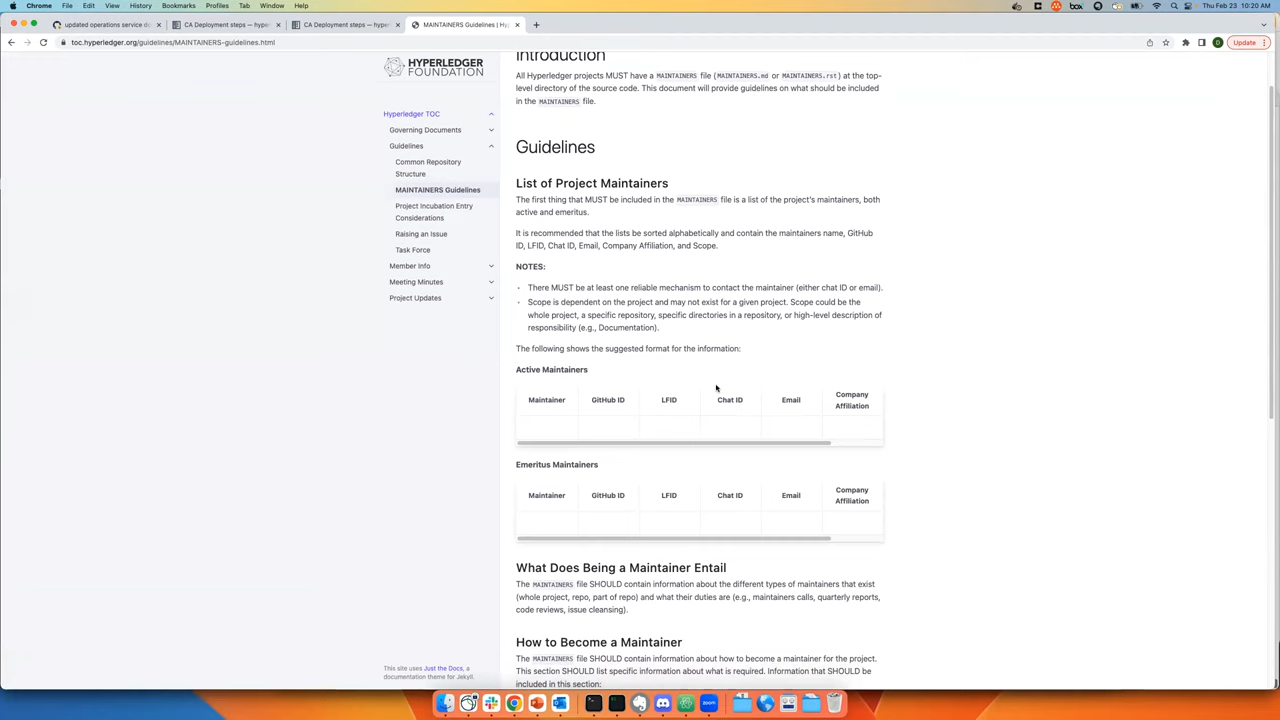 Chrome File Edit View History Bookmarks Profiles Tab Window Help
box
Thu Feb 23 10:20 AM
updated operations service do
CA Deployment steps — hyper
CA Deployment steps — hyper
MAINTAINERS Guidelines | Hy
toc.hyperledger.org/guidelines/MAINTAINERS-guidelines.html
D
Update
HYPERLEDGER
FOUNDATION
Hyperledger TOC
Governing Documents
Guidelines
Common Repository
Structure
MAINTAINERS Guidelines
Project Incubation Entry
Considerations
Raising an Issue
Task Force
Member Info
Meeting Minutes
Project Updates
This site uses Just the Docs, a
documentation theme for Jekyll.
Introduction
All Hyperledger projects MUST have a MAINTAINERS file (MAINTAINERS.md or MAINTAINERS.rst) at the top-
level directory of the source code. This document will provide guidelines on what should be included
in the MAINTAINERS file.
Guidelines
List of Project Maintainers
The first thing that MUST be included in the MAINTAINERS file is a list of the project's maintainers, both
active and emeritus.
It is recommended that the lists be sorted alphabetically and contain the maintainers name, GitHub
ID, LFID, Chat ID, Email, Company Affiliation, and Scope.
NOTES:
There MUST be at least one reliable mechanism to contact the maintainer (either chat ID or email).
Scope is dependent on the project and may not exist for a given project. Scope could be the
whole project, a specific repository, specific directories in a repository, or high-level description of
responsibility (e.g., Documentation).
The following shows the suggested format for the information:
Active Maintainers
Maintainer GitHub ID LFID Chat ID Email Company Affiliation
Emeritus Maintainers
Maintainer GitHub ID LFID Chat ID Email Company Affiliation
What Does Being a Maintainer Entail
The MAINTAINERS file SHOULD contain information about the different types of maintainers that exist
(whole project, repo, part of repo) and what their duties are (e.g., maintainers calls, quarterly reports,
code reviews, issue cleansing).
How to Become a Maintainer
The MAINTAINERS file SHOULD contain information about how to become a maintainer for the project.
This section SHOULD list specific information about what is required. Information that SHOULD be
included in this section: